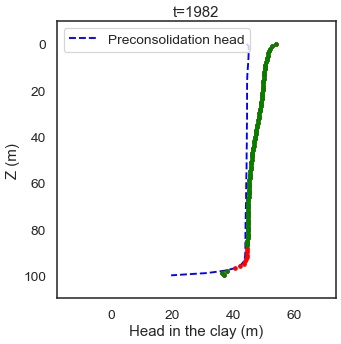 t=1982
Preconsolidation head
Z (m)
0
20
40
60
80
100
0 20 40 60
Head in the clay (m)